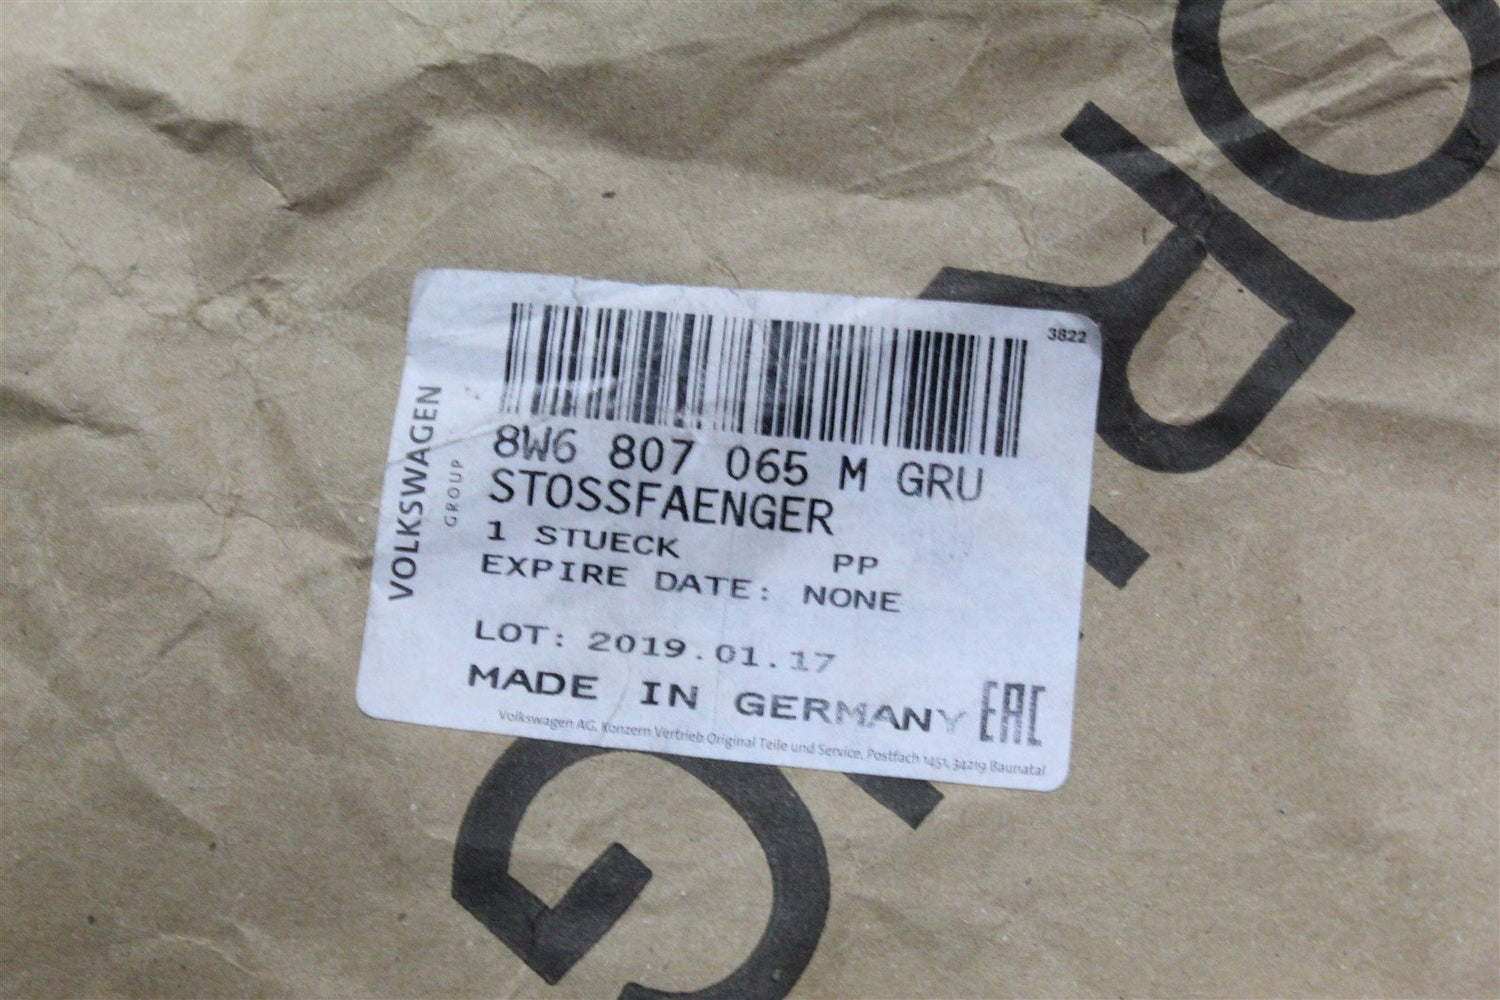 ORIG
3822
VOLKSWAGEN
GROUP
8W6 807 065 M GRU
STOSSFAENGER
1 STUECK PP
EXPIRE DATE: NONE
LOT: 2019.01.17
MADE IN GERMANY EAC
Volkswagen AG, Konzern Vertrieb Original Teile und Service, Postfach 1451, 34219 Baunatal